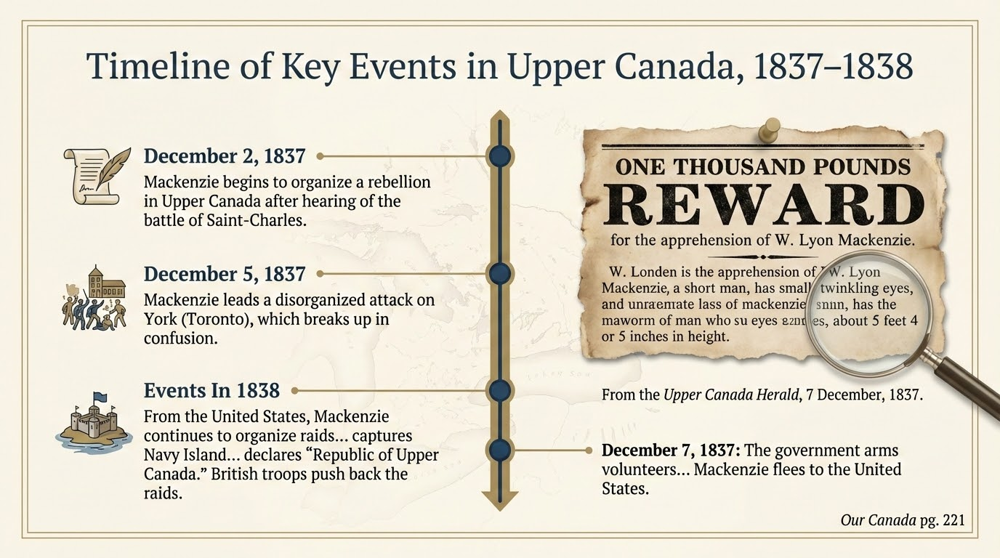 Timeline of Key Events in Upper Canada, 1837–1838
December 2, 1837
Mackenzie begins to organize a rebellion
in Upper Canada after hearing of the
battle of Saint-Charles.
December 5, 1837
Mackenzie leads a disorganized attack on
York (Toronto), which breaks up in
confusion.
Events In 1838
From the United States, Mackenzie
continues to organize raids... captures
Navy Island... declares “Republic of Upper
Canada.” British troops push back the
raids.
ONE THOUSAND POUNDS
REWARD
for the apprehension of W. Lyon Mackenzie.
W. Londen is the apprehension of W. Lyon
Mackenzie, a short man, has small twinkling eyes,
and lass of mackenzie has the
maworm of man who su eyes about 5 feet 4
or 5 inches in height.
From the Upper Canada Herald, 7 December, 1837.
December 7, 1837: The government arms
volunteers... Mackenzie flees to the United
States.
Our Canada pg. 221